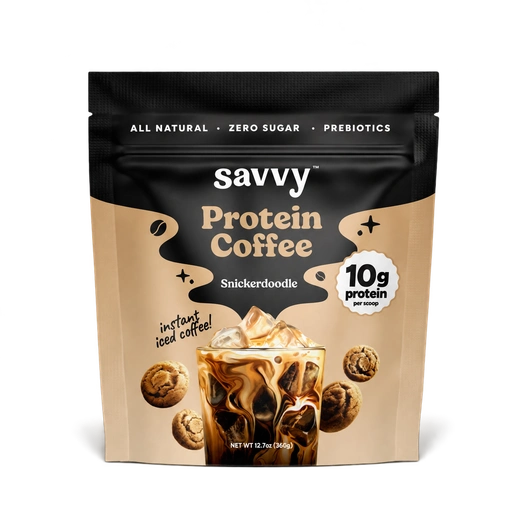 ALL NATURAL • ZERO SUGAR • PREBIOTICS
savvy™
Protein
Coffee
Snickerdoodle
10g
protein
per scoop
instant
iced coffee!
NET WT 12.7oz (360g)